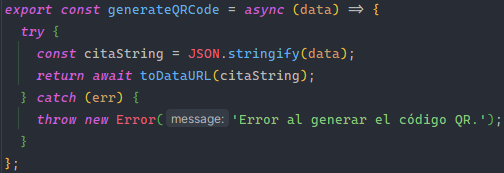 export const generateQRCode = async (data) => {
  try {
    const citaString = JSON.stringify(data);
    return await toDataURL(citaString);
  } catch (err) {
    throw new Error( message: 'Error al generar el código QR.');
  }
};